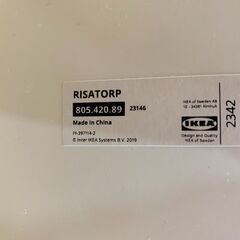 RISATORP
805.420.89 23146
Made in China
PI-397114-2
© Inter IKEA Systems B.V. 2019
IKEA of Sweden AB
SE - 34381 Älmhult
IKEA
Design and Quality
IKEA of Sweden
2342